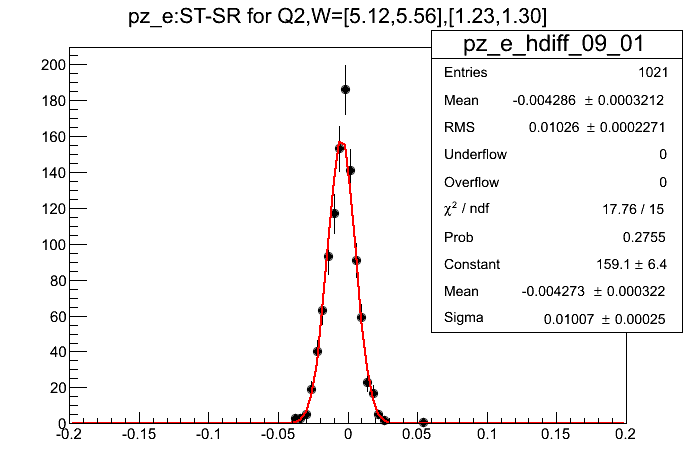 pz_e:ST-SR for Q2,W=[5.12,5.56],[1.23,1.30]
pz_e_hdiff_09_01
Entries 1021
Mean -0.004286 ± 0.0003212
RMS 0.01026 ± 0.0002271
Underflow 0
Overflow 0
χ² / ndf 17.76 / 15
Prob 0.2755
Constant 159.1 ± 6.4
Mean -0.004273 ± 0.000322
Sigma 0.01007 ± 0.00025
200
180
160
140
120
100
80
60
40
20
0
-0.2 -0.15 -0.1 -0.05 0 0.05 0.1 0.15 0.2